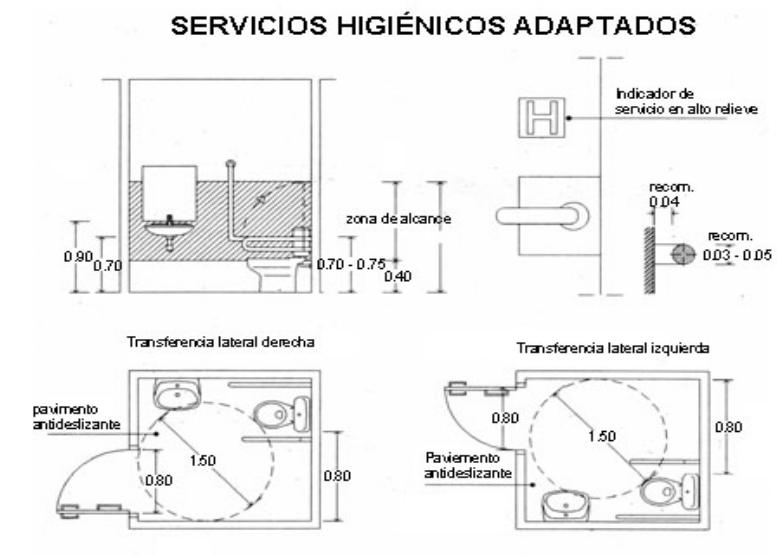 SERVICIOS HIGIÉNICOS ADAPTADOS
Indicador de
servicio en alto relieve
H
recom.
0.04
recom.
0.03 - 0.05
zona de alcance
0.90
0.70
0.70 - 0.75
0.40
Transferencia lateral derecha
pavimento
antideslizante
1.50
0.80
0.80
Transferencia lateral izquierda
0.80
0.80
1.50
Paviemento
antideslizante